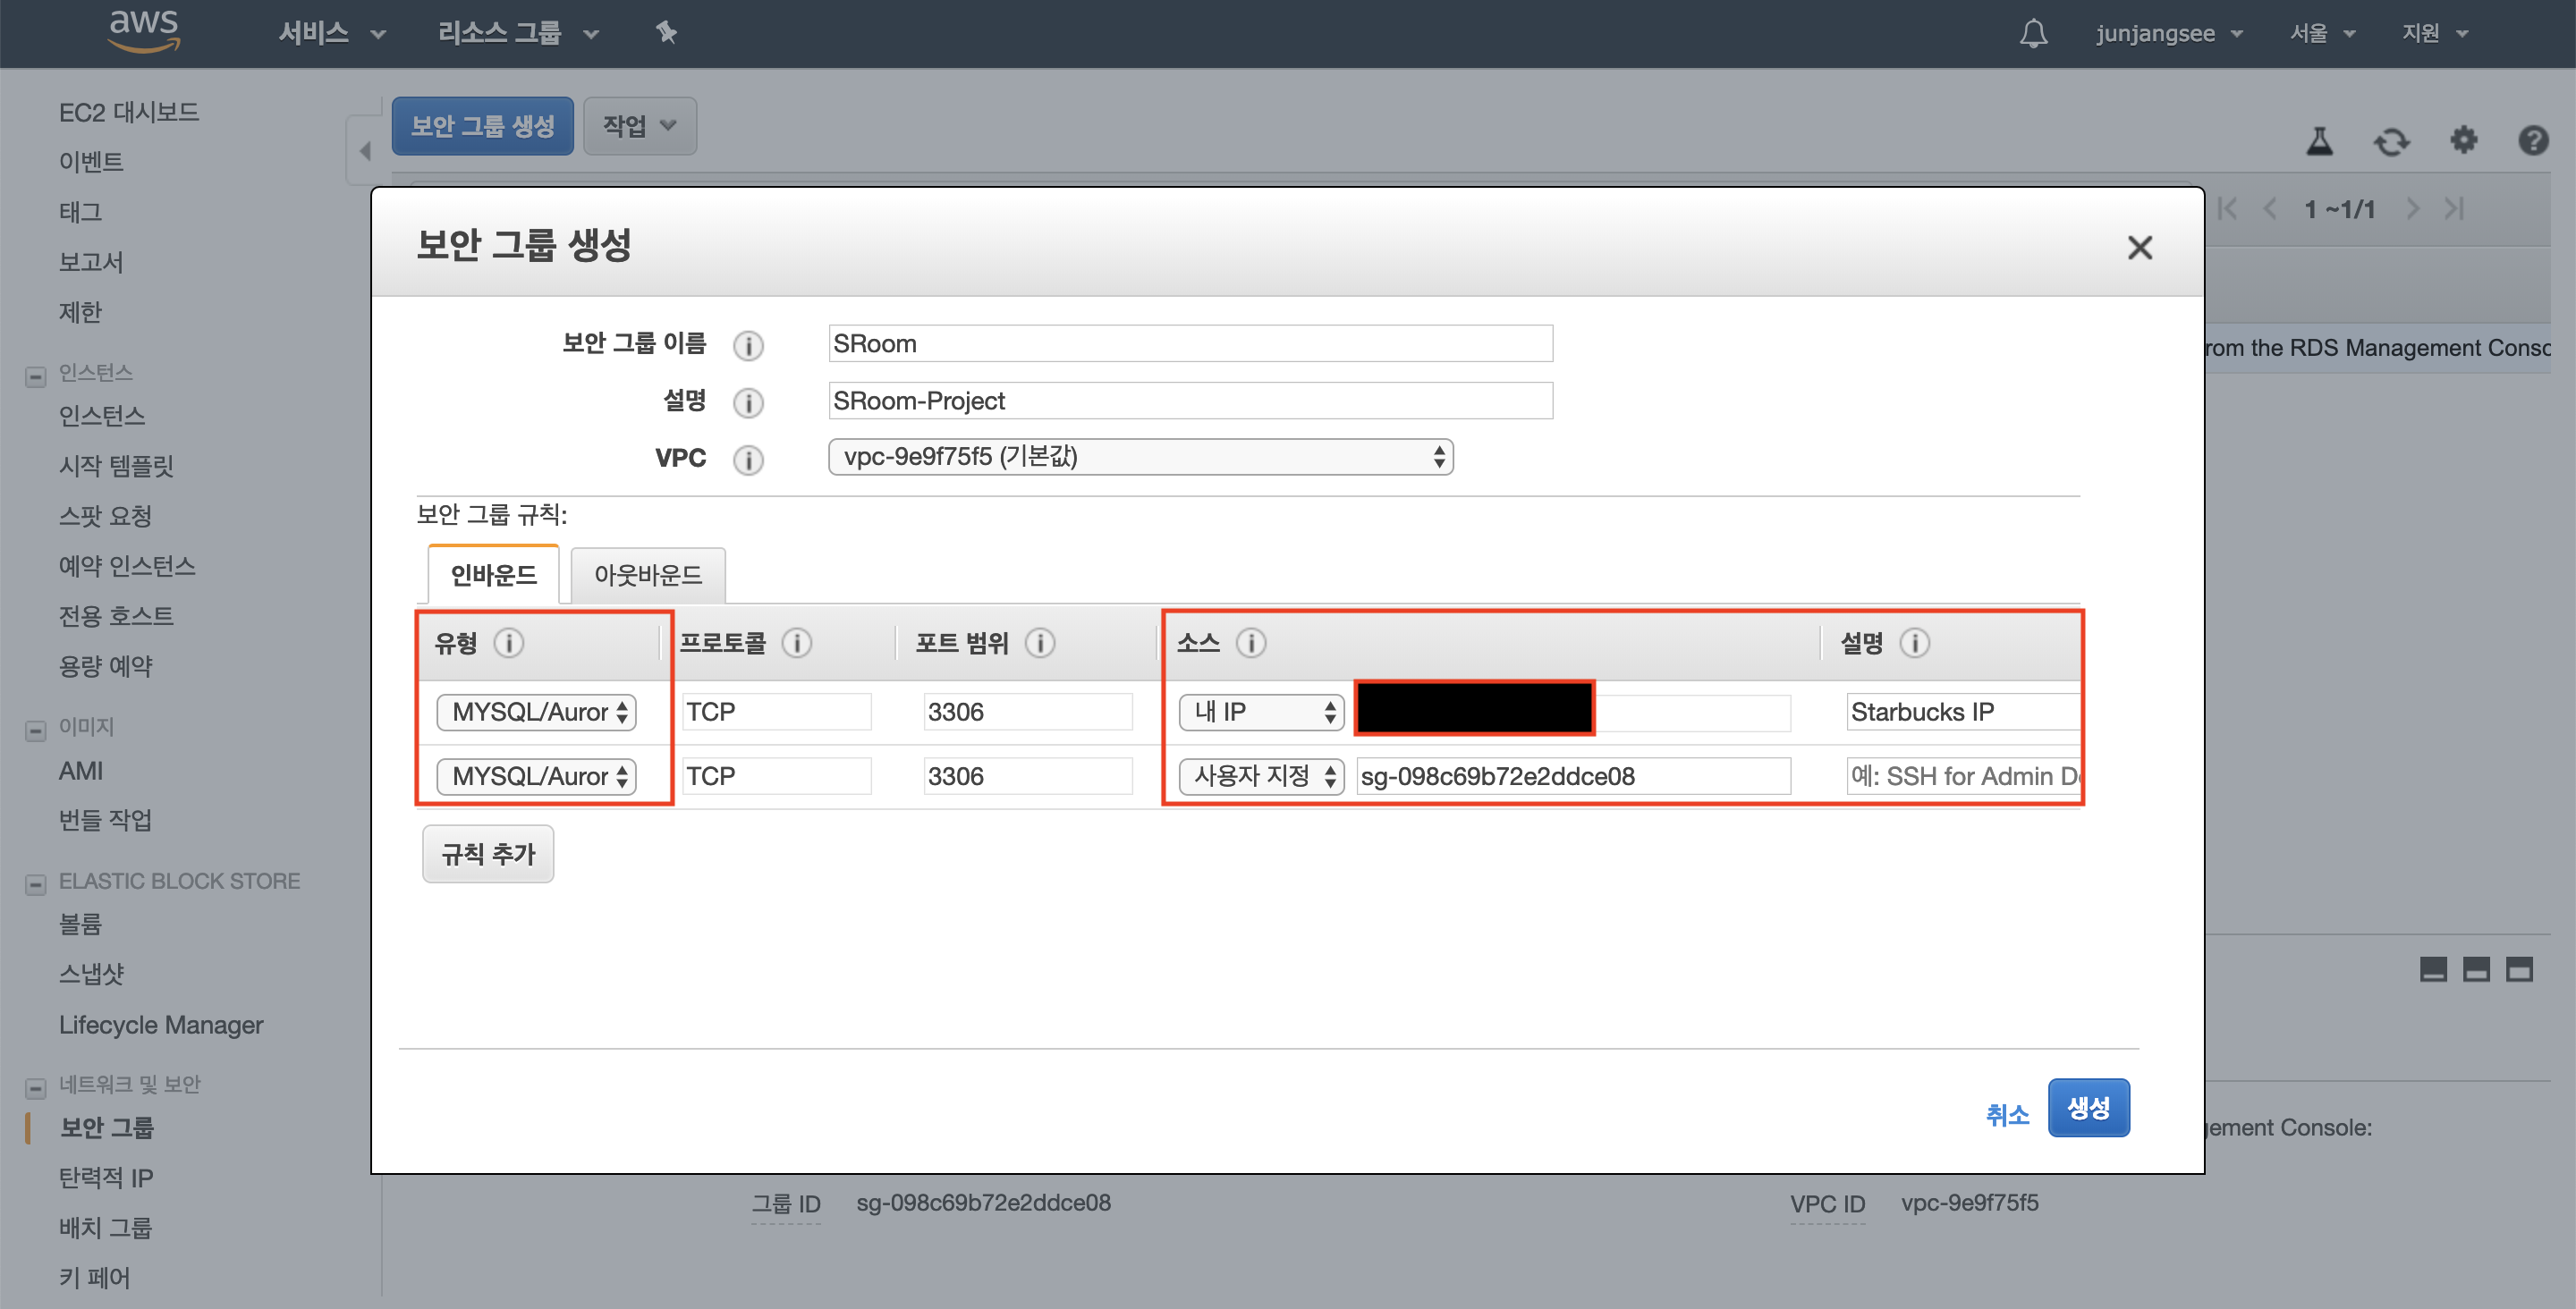 aws 서비스 리소스 그룹 junjangsee 서울 지원
EC2 대시보드
이벤트
태그
보고서
제한
인스턴스
인스턴스
시작 템플릿
스팟 요청
예약 인스턴스
전용 호스트
용량 예약
이미지
AMI
번들 작업
ELASTIC BLOCK STORE
볼륨
스냅샷
Lifecycle Manager
네트워크 및 보안
보안 그룹
탄력적 IP
배치 그룹
키 페어
보안 그룹 생성 작업
1 ~1/1
rom the RDS Management Consc
보안 그룹 생성
보안 그룹 이름 SRoom
설명 SRoom-Project
VPC vpc-9e9f75f5 (기본값)
보안 그룹 규칙:
인바운드 아웃바운드
유형 프로토콜 포트 범위 소스 설명
MYSQL/Auror TCP 3306 내 IP Starbucks IP
MYSQL/Auror TCP 3306 사용자 지정 sg-098c69b72e2ddce08 예: SSH for Admin De
규칙 추가
취소 생성
gement Console:
그룹 ID sg-098c69b72e2ddce08 VPC ID vpc-9e9f75f5